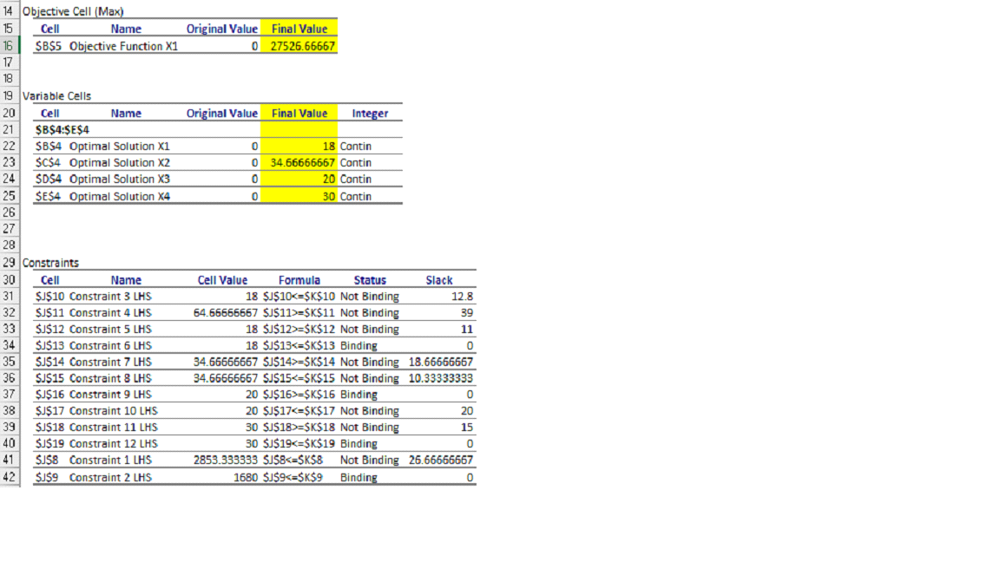 14 Objective Cell (Max)
15 Cell Name Original Value Final Value
16 $B$5 Objective Function X1 0 27526.66667
17
18
19 Variable Cells
20 Cell Name Original Value Final Value Integer
21 $B$4:$E$4
22 $B$4 Optimal Solution X1 0 18 Contin
23 $C$4 Optimal Solution X2 0 34.66666667 Contin
24 $D$4 Optimal Solution X3 0 20 Contin
25 $E$4 Optimal Solution X4 0 30 Contin
26
27
28
29 Constraints
30 Cell Name Cell Value Formula Status Slack
31 $J$10 Constraint 3 LHS 18 $J$10<=$K$10 Not Binding 12.8
32 $J$11 Constraint 4 LHS 64.66666667 $J$11>=$K$11 Not Binding 39
33 $J$12 Constraint 5 LHS 18 $J$12>=$K$12 Not Binding 11
34 $J$13 Constraint 6 LHS 18 $J$13<=$K$13 Binding 0
35 $J$14 Constraint 7 LHS 34.66666667 $J$14>=$K$14 Not Binding 18.66666667
36 $J$15 Constraint 8 LHS 34.66666667 $J$15<=$K$15 Not Binding 10.33333333
37 $J$16 Constraint 9 LHS 20 $J$16>=$K$16 Binding 0
38 $J$17 Constraint 10 LHS 20 $J$17<=$K$17 Not Binding 20
39 $J$18 Constraint 11 LHS 30 $J$18>=$K$18 Not Binding 15
40 $J$19 Constraint 12 LHS 30 $J$19<=$K$19 Binding 0
41 $J$8 Constraint 1 LHS 2853.333333 $J$8<=$K$8 Not Binding 26.66666667
42 $J$9 Constraint 2 LHS 1680 $J$9<=$K$9 Binding 0